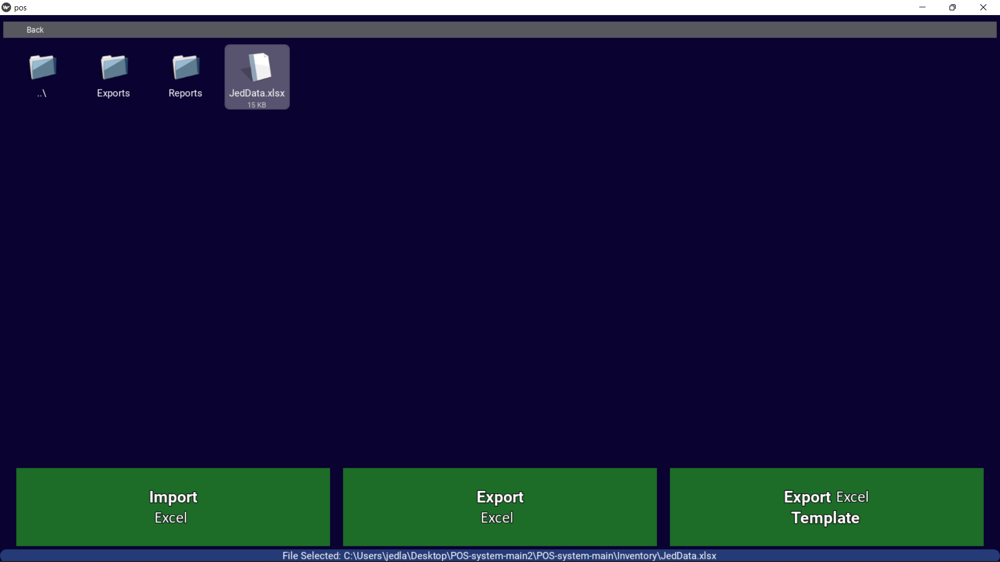 pos
Back
..\
Exports
Reports
JedData.xlsx
15 KB
Import
Excel
Export
Excel
Export Excel
Template
File Selected: C:\Users\jedla\Desktop\POS-system-main2\POS-system-main\Inventory\JedData.xlsx